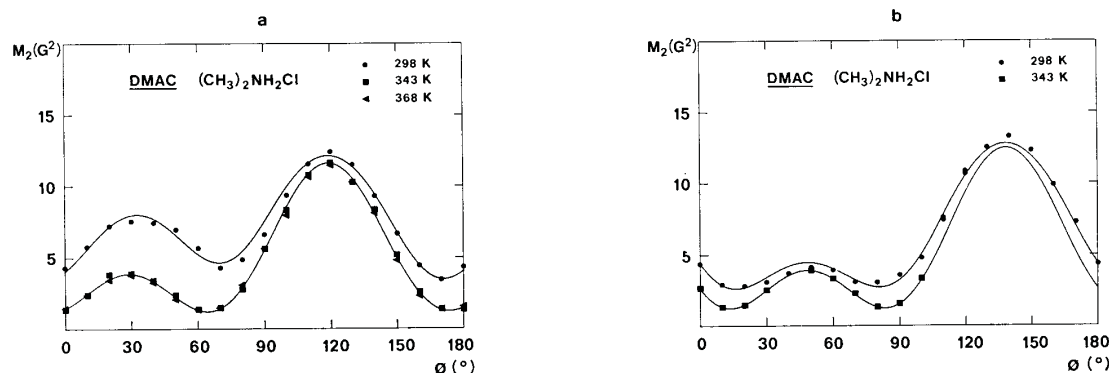 a
M₂(G²)
DMAC (CH₃)₂NH₂Cl
298 K
343 K
368 K
15
10
5
0 30 60 90 120 150 180
Ø (°)
b
M₂(G²)
DMAC (CH₃)₂NH₂Cl
298 K
343 K
15
10
5
0 30 60 90 120 150 180
Ø (°)